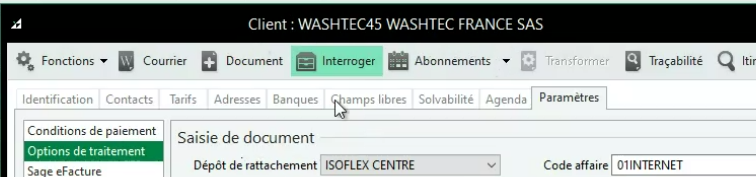 Client : WASHTEC45 WASHTEC FRANCE SAS
Fonctions Courrier Document Interroger Abonnements Transformer Traçabilité
Identification Contacts Tarifs Adresses Banques Champs libres Solvabilité Agenda Paramètres
Conditions de paiement
Saisie de document
Options de traitement
Dépôt de rattachement ISOFLEX CENTRE Code affaire 01INTERNET
Sage eFacture